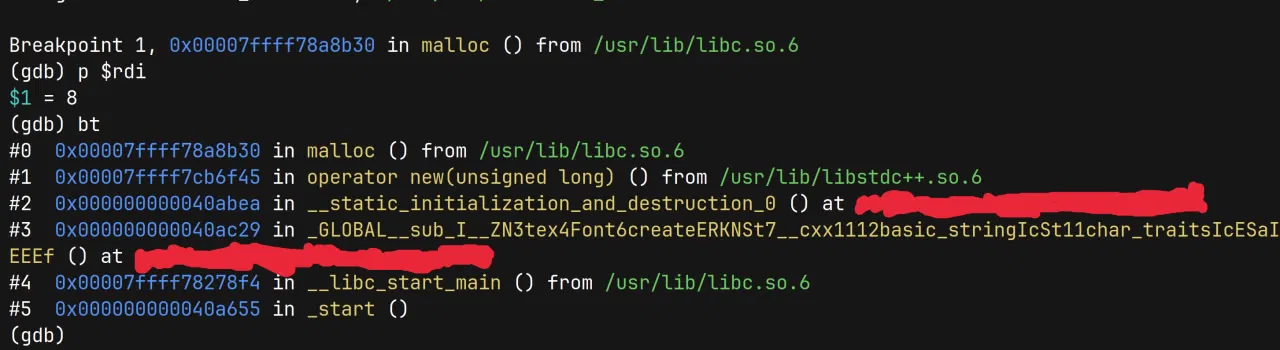 Breakpoint 1, 0x00007ffff78a8b30 in malloc () from /usr/lib/libc.so.6
(gdb) p $rdi
$1 = 8
(gdb) bt
#0  0x00007ffff78a8b30 in malloc () from /usr/lib/libc.so.6
#1  0x00007ffff7cb6f45 in operator new(unsigned long) () from /usr/lib/libstdc++.so.6
#2  0x000000000040abea in __static_initialization_and_destruction_0 () at
#3  0x000000000040ac29 in _GLOBAL__sub_I__ZN3tex4Font6createERKNSt7__cxx1112basic_stringIcSt11char_traitsIcESaI
EEEf () at
#4  0x00007ffff78278f4 in __libc_start_main () from /usr/lib/libc.so.6
#5  0x000000000040a655 in _start ()
(gdb)